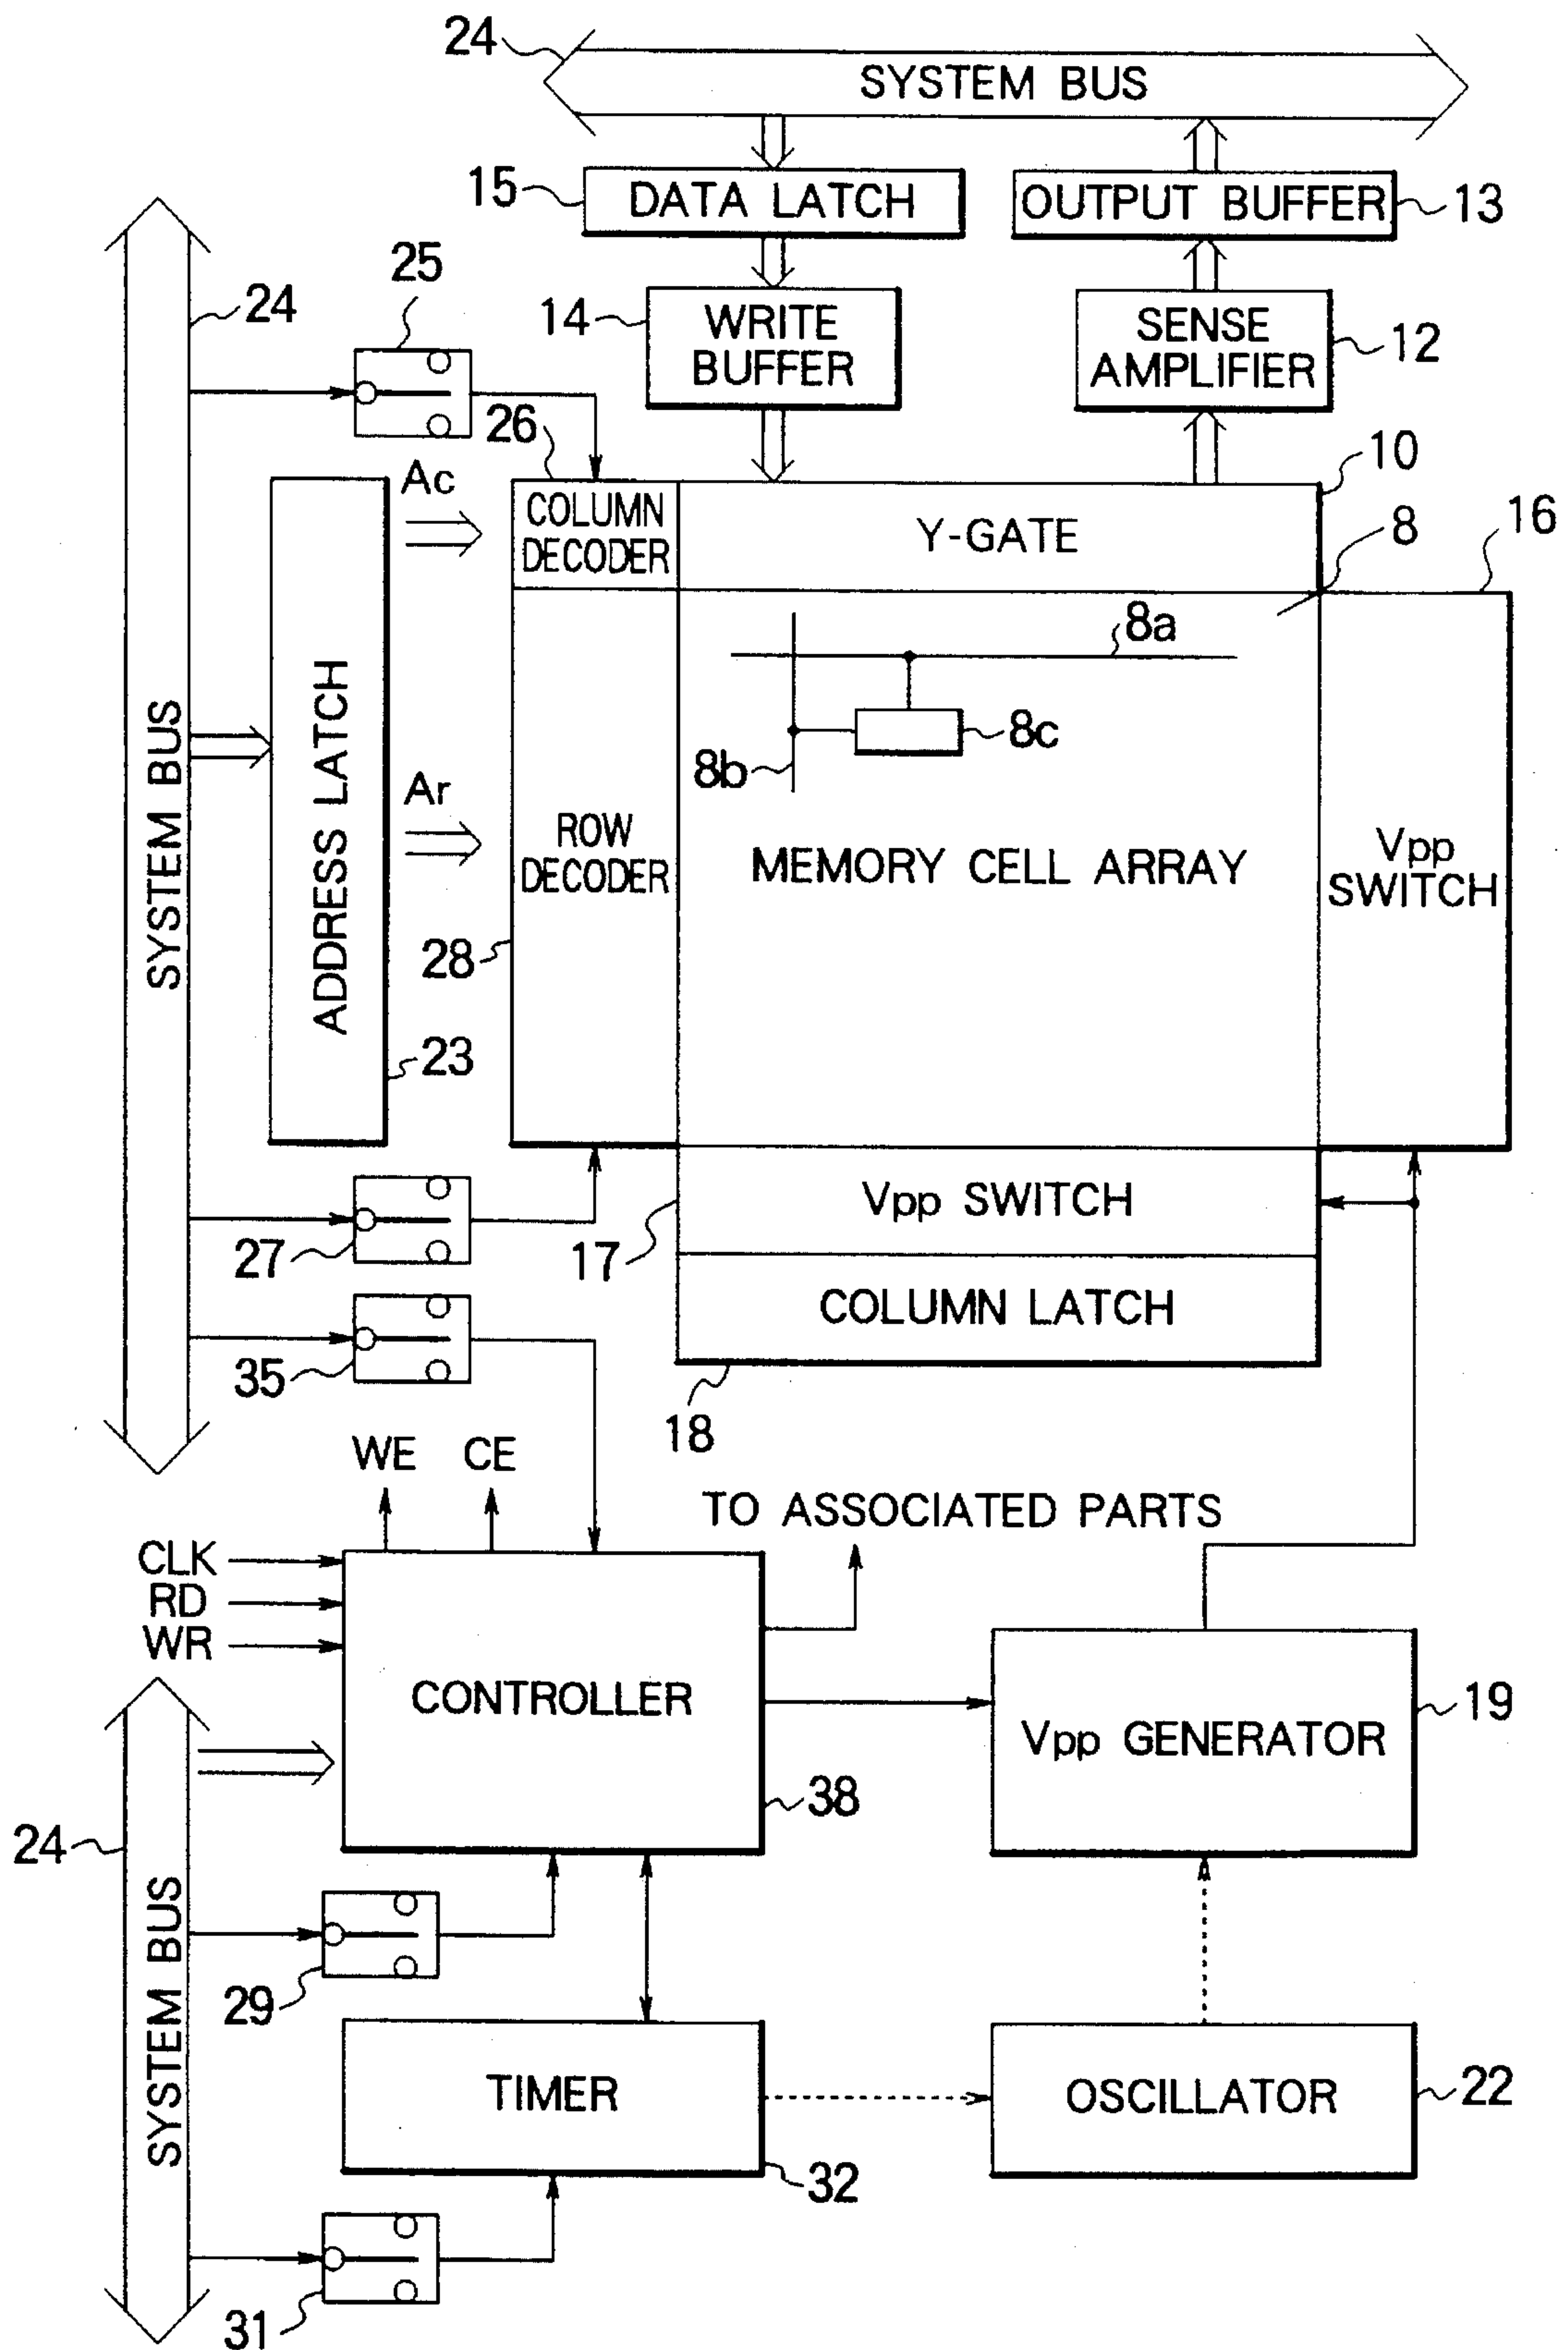 24
SYSTEM BUS
15
DATA LATCH
OUTPUT BUFFER
13
25
24
14
WRITE
BUFFER
SENSE
AMPLIFIER
12
26
10
Ac
COLUMN
DECODER
Y-GATE
8
16
8a
SYSTEM BUS
ADDRESS LATCH
8c
8b
Ar
ROW
DECODER
MEMORY CELL ARRAY
Vpp
SWITCH
28
23
Vpp SWITCH
27
17
COLUMN LATCH
35
18
WE
CE
TO ASSOCIATED PARTS
CLK
RD
WR
CONTROLLER
19
Vpp GENERATOR
38
24
SYSTEM BUS
29
TIMER
OSCILLATOR
22
32
31